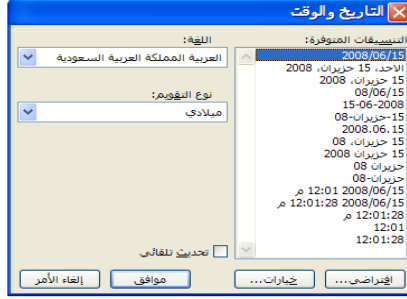 التاريخ والوقت
التنسيقات المتوفرة:
2008/06/15
الاحد، 15 حزيران، 2008
15 حزيران، 2008
08/06/15
15-06-2008
15-حزيران-08
2008.06.15
15 حزيران، 08
15 حزيران 2008
حزيران 08
حزيران-08
2008/06/15 12:01 م
2008/06/15 12:01:28 م
12:01:28 م
12:01
12:01:28
اللغة:
العربية المملكة العربية السعودية
نوع التقويم:
ميلادي
تحديث تلقائي
افتراضي...
خيارات...
موافق
إلغاء الأمر